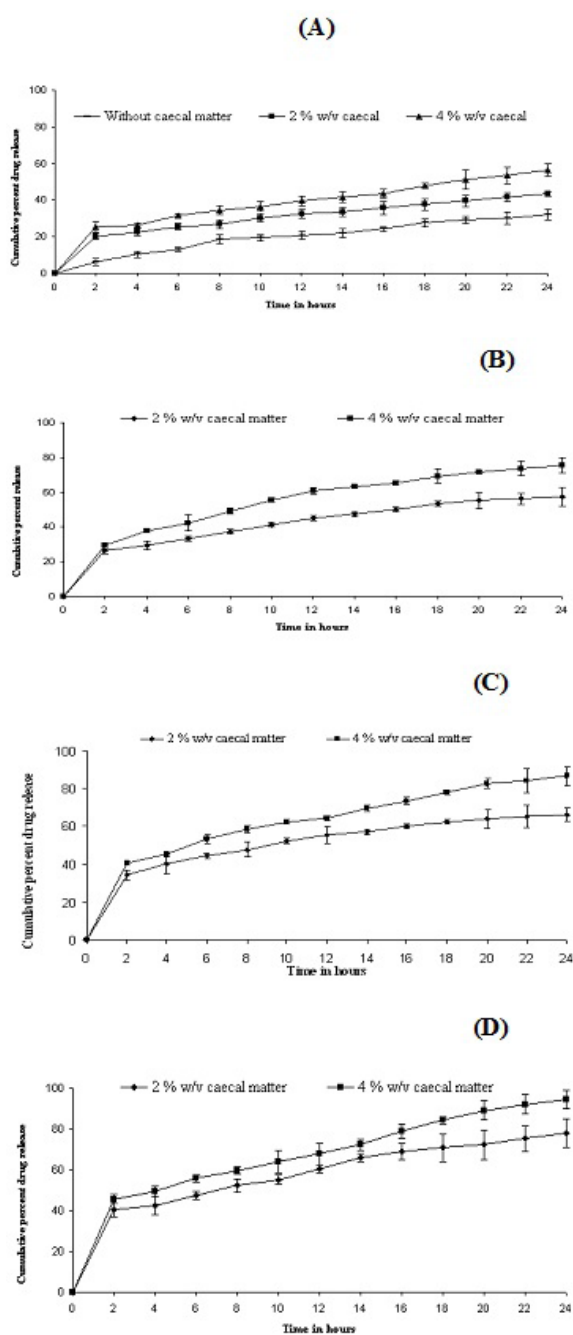 (A)
Without caecal matter 2 % w/v caecal 4 % w/v caecal
Cumulative percent drug release
100
80
60
40
20
0
0 2 4 6 8 10 12 14 16 18 20 22 24
Time in hours
(B)
2 % w/v caecal matter 4 % w/v caecal matter
Cumulative percent release
100
80
60
40
20
0
0 2 4 6 8 10 12 14 16 18 20 22 24
Time in hours
(C)
2 % w/v caecal matter 4 % w/v caecal matter
Cumulative percent drug release
100
80
60
40
20
0
0 2 4 6 8 10 12 14 16 18 20 22 24
Time in hours
(D)
2 % w/v caecal matter 4 % w/v caecal matter
Cumulative percent drug release
100
80
60
40
20
0
0 2 4 6 8 10 12 14 16 18 20 22 24
Time in hours